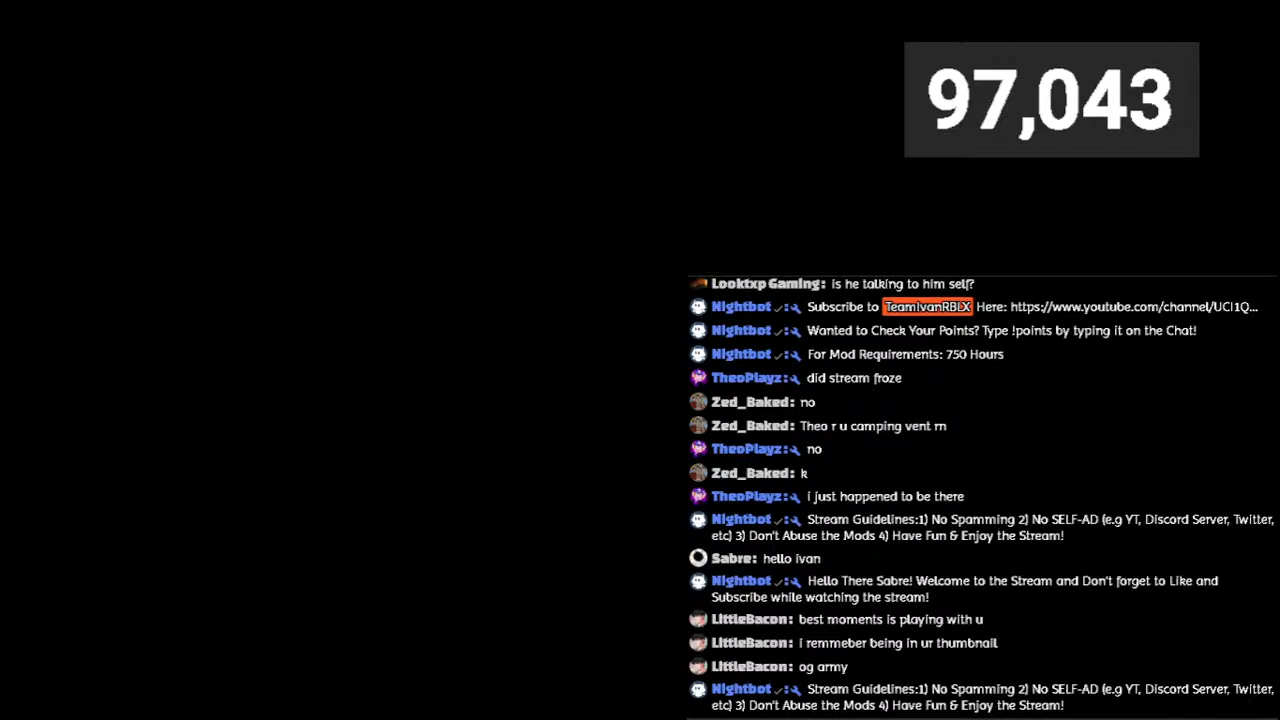 97,043
Looktxp Gaming: is he talking to him self?
Nightbot: Subscribe to TeamIvanRBLX Here: https://www.youtube.com/channel/UCl1Q...
Nightbot: Wanted to Check Your Points? Type !points by typing it on the Chat!
Nightbot: For Mod Requirements: 750 Hours
TheoPlayz: did stream froze
Zed_Baked: no
Zed_Baked: Theo r u camping vent rn
TheoPlayz: no
Zed_Baked: k
TheoPlayz: i just happened to be there
Nightbot: Stream Guidelines:1) No Spamming 2) No SELF-AD (e.g YT, Discord Server, Twitter,
etc) 3) Don't Abuse the Mods 4) Have Fun & Enjoy the Stream!
Sabre: hello ivan
Nightbot: Hello There Sabre! Welcome to the Stream and Don't forget to Like and
Subscribe while watching the stream!
LittleBacon: best moments is playing with u
LittleBacon: i remmeber being in ur thumbnail
LittleBacon: og army
Nightbot: Stream Guidelines:1) No Spamming 2) No SELF-AD (e.g YT, Discord Server, Twitter,
etc) 3) Don't Abuse the Mods 4) Have Fun & Enjoy the Stream!